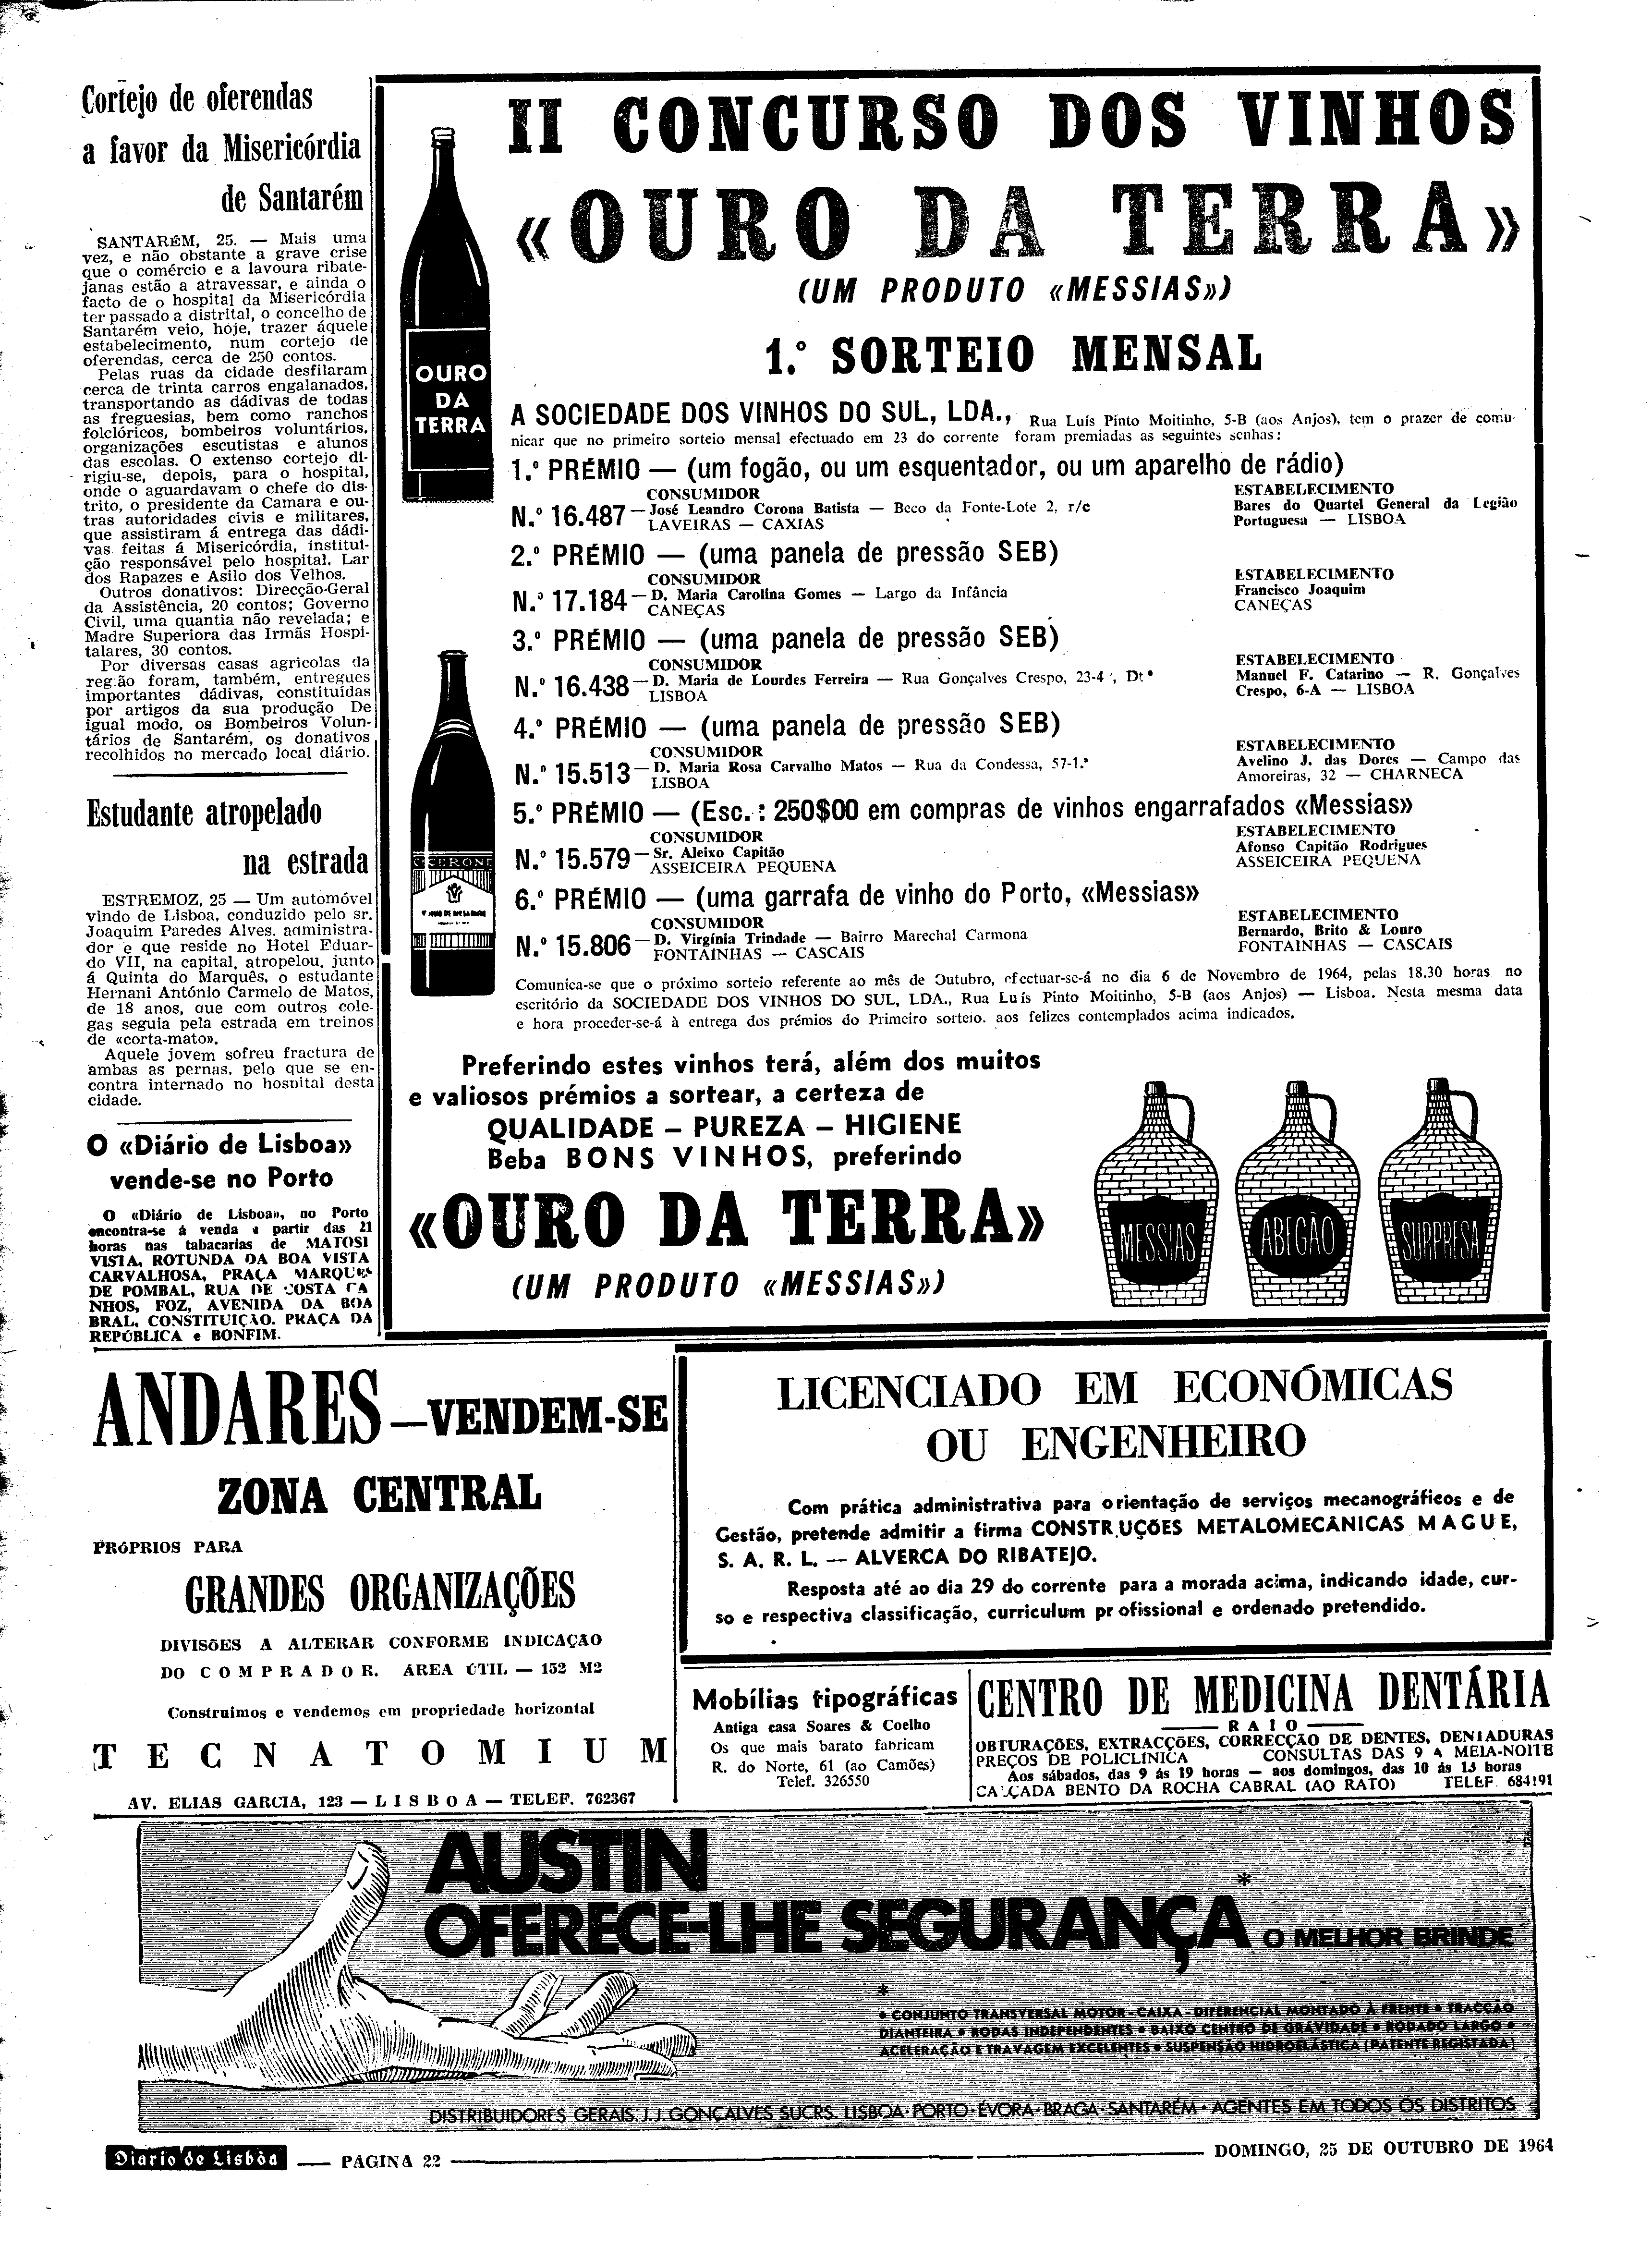 Cortejo de oferendas
a favor da Misericórdia
de Santarém
SANTARÉM, 25. — Mais uma
vez, e não obstante a grave crise
que o comércio e a lavoura ribate-
janas estão a atravessar, e ainda o
facto de o hospital da Misericórdia
ter passado a distrital, o concelho de
Santarém veio, hoje, trazer áquele
estabelecimento, num cortejo de
oferendas, cerca de 250 contos.
Pelas ruas da cidade desfilaram
cerca de trinta carros engalanados,
transportando as dádivas de todas
as freguesias, bem como ranchos
folclóricos, bombeiros voluntários,
organizações escutistas e alunos
das escolas. O extenso cortejo di-
rigiu-se, depois, para o hospital,
onde o aguardavam o chefe do dis-
trito, o presidente da Camara e ou-
tras autoridades civis e militares,
que assistiram á entrega das dádi-
vas feitas á Misericórdia, institui-
ção responsável pelo hospital, Lar
dos Rapazes e Asilo dos Velhos.
Outros donativos: Direcção-Geral
da Assistência, 20 contos; Governo
Civil, uma quantia não revelada; e
Madre Superiora das Irmãs Hospi-
talares, 30 contos.
Por diversas casas agrícolas da
região foram, também, entregues
importantes dádivas, constituídas
por artigos da sua produção De
igual modo, os Bombeiros Volun-
tários de Santarém, os donativos
recolhidos no mercado local diário.
Estudante atropelado
na estrada
ESTREMOZ, 25 — Um automóvel
vindo de Lisboa, conduzido pelo sr.
Joaquim Paredes Alves, administra-
dor e que reside no Hotel Eduar-
do VII, na capital, atropelou, junto
á Quinta do Marquês, o estudante
Hernani António Carmelo de Matos,
de 18 anos, que com outros cole-
gas seguia pela estrada em treinos
de «corta-mato».
Aquele jovem sofreu fractura de
ambas as pernas, pelo que se en-
contra internado no hospital desta
cidade.
O «Diário de Lisboa»
vende-se no Porto
O «Diário de Lisboa», no Porto
encontra-se á venda a partir das 21
horas nas tabacarias de MATOSI
VISTA, ROTUNDA DA BOA VISTA
CARVALHOSA, PRAÇA MARQUES
DE POMBAL, RUA DE COSTA CA
NHOS, FOZ, AVENIDA DA BOA
BRAL, CONSTITUIÇÃO, PRAÇA DA
REPÚBLICA e BONFIM.
II CONCURSO DOS VINHOS
«OURO DA TERRA»
(UM PRODUTO «MESSIAS»)
1.º SORTEIO MENSAL
OURO
DA
TERRA
A SOCIEDADE DOS VINHOS DO SUL, LDA., Rua Luís Pinto Moitinho, 5-B (aos Anjos), tem o prazer de comu-
nicar que no primeiro sorteio mensal efectuado em 23 do corrente foram premiadas as seguintes senhas:
1.º PRÉMIO — (um fogão, ou um esquentador, ou um aparelho de rádio)
CONSUMIDOR
N.º 16.487 — José Leandro Corona Batista — Beco da Fonte-Lote 2, r/c
LAVEIRAS — CAXIAS
ESTABELECIMENTO
Bares do Quartel General da Legião
Portuguesa — LISBOA
2.º PRÉMIO — (uma panela de pressão SEB)
CONSUMIDOR
N.º 17.184 — D. Maria Carolina Gomes — Largo da Infância
CANEÇAS
ESTABELECIMENTO
Francisco Joaquim
CANEÇAS
3.º PRÉMIO — (uma panela de pressão SEB)
CONSUMIDOR
N.º 16.438 — D. Maria de Lourdes Ferreira — Rua Gonçalves Crespo, 23-4 , Dt.º
LISBOA
ESTABELECIMENTO
Manuel F. Catarino — R. Gonçalves
Crespo, 6-A — LISBOA
4.º PRÉMIO — (uma panela de pressão SEB)
CONSUMIDOR
N.º 15.513 — D. Maria Rosa Carvalho Matos — Rua da Condessa, 57-1.º
LISBOA
ESTABELECIMENTO
Avelino J. das Dores — Campo das
Amoreiras, 32 — CHARNECA
5.º PRÉMIO — (Esc.: 250$00 em compras de vinhos engarrafados «Messias»
CONSUMIDOR
N.º 15.579 — Sr. Aleixo Capitão
ASSEICEIRA PEQUENA
ESTABELECIMENTO
Afonso Capitão Rodrigues
ASSEICEIRA PEQUENA
6.º PRÉMIO — (uma garrafa de vinho do Porto, «Messias»
CONSUMIDOR
N.º 15.806 — D. Virgínia Trindade — Bairro Marechal Carmona
FONTAINHAS — CASCAIS
ESTABELECIMENTO
Bernardo, Brito & Louro
FONTAINHAS — CASCAIS
Comunica-se que o próximo sorteio referente ao mês de Outubro, efectuar-se-á no dia 6 de Novembro de 1964, pelas 18.30 horas no
escritório da SOCIEDADE DOS VINHOS DO SUL, LDA., Rua Luís Pinto Moitinho, 5-B (aos Anjos) — Lisboa. Nesta mesma data
e hora proceder-se-á à entrega dos prémios do Primeiro sorteio, aos felizes contemplados acima indicados.
Preferindo estes vinhos terá, além dos muitos
e valiosos prémios a sortear, a certeza de
QUALIDADE – PUREZA – HIGIENE
Beba BONS VINHOS, preferindo
«OURO DA TERRA»
(UM PRODUTO «MESSIAS»)
MESSIAS
ABEGÃO
SURPRESA
ANDARES — VENDEM-SE
ZONA CENTRAL
PRÓPRIOS PARA
GRANDES ORGANIZAÇÕES
DIVISÕES A ALTERAR CONFORME INDICAÇÃO
DO COMPRADOR. ÁREA ÚTIL — 152 M2
Construimos e vendemos em propriedade horizontal
TECNATOMIUM
AV. ELIAS GARCIA, 123 — LISBOA — TELEF. 762367
LICENCIADO EM ECONÓMICAS
OU ENGENHEIRO
Com prática administrativa para orientação de serviços mecanográficos e de
Gestão, pretende admitir a firma CONSTRUÇÕES METALOMECÂNICAS MAGUE,
S. A. R. L. — ALVERCA DO RIBATEJO.
Resposta até ao dia 29 do corrente para a morada acima, indicando idade, cur-
so e respectiva classificação, curriculum profissional e ordenado pretendido.
Mobílias tipográficas
Antiga casa Soares & Coelho
Os que mais barato fabricam
R. do Norte, 61 (ao Camões)
Telef. 326550
CENTRO DE MEDICINA DENTÁRIA
RAIO
OBTURAÇÕES, EXTRACÇÕES, CORRECÇÃO DE DENTES, DENTADURAS
PREÇOS DE POLICLÍNICA CONSULTAS DAS 9 À MEIA-NOITE
Aos sábados, das 9 ás 19 horas — aos domingos, das 10 ás 13 horas
CALÇADA BENTO DA ROCHA CABRAL (AO RATO) TELEF. 684191
AUSTIN
OFERECE-LHE SEGURANÇA* O MELHOR BRINDE
*
• CONJUNTO TRANSVERSAL MOTOR-CAIXA-DIFERENCIAL MONTADO À FRENTE • TRACÇÃO
DIANTEIRA • RODAS INDEPENDENTES • BAIXO CENTRO DE GRAVIDADE • RODADO LARGO •
ACELERAÇÃO E TRAVAGEM EXCELENTES • SUSPENSÃO HIDROELÁSTICA (PATENTE REGISTADA)
DISTRIBUIDORES GERAIS: J. J. GONÇALVES SUCRS. LISBOA · PORTO · ÉVORA · BRAGA · SANTARÉM · AGENTES EM TODOS OS DISTRITOS
Diario de Lisbôa — PÁGINA 22 — DOMINGO, 25 DE OUTUBRO DE 1964